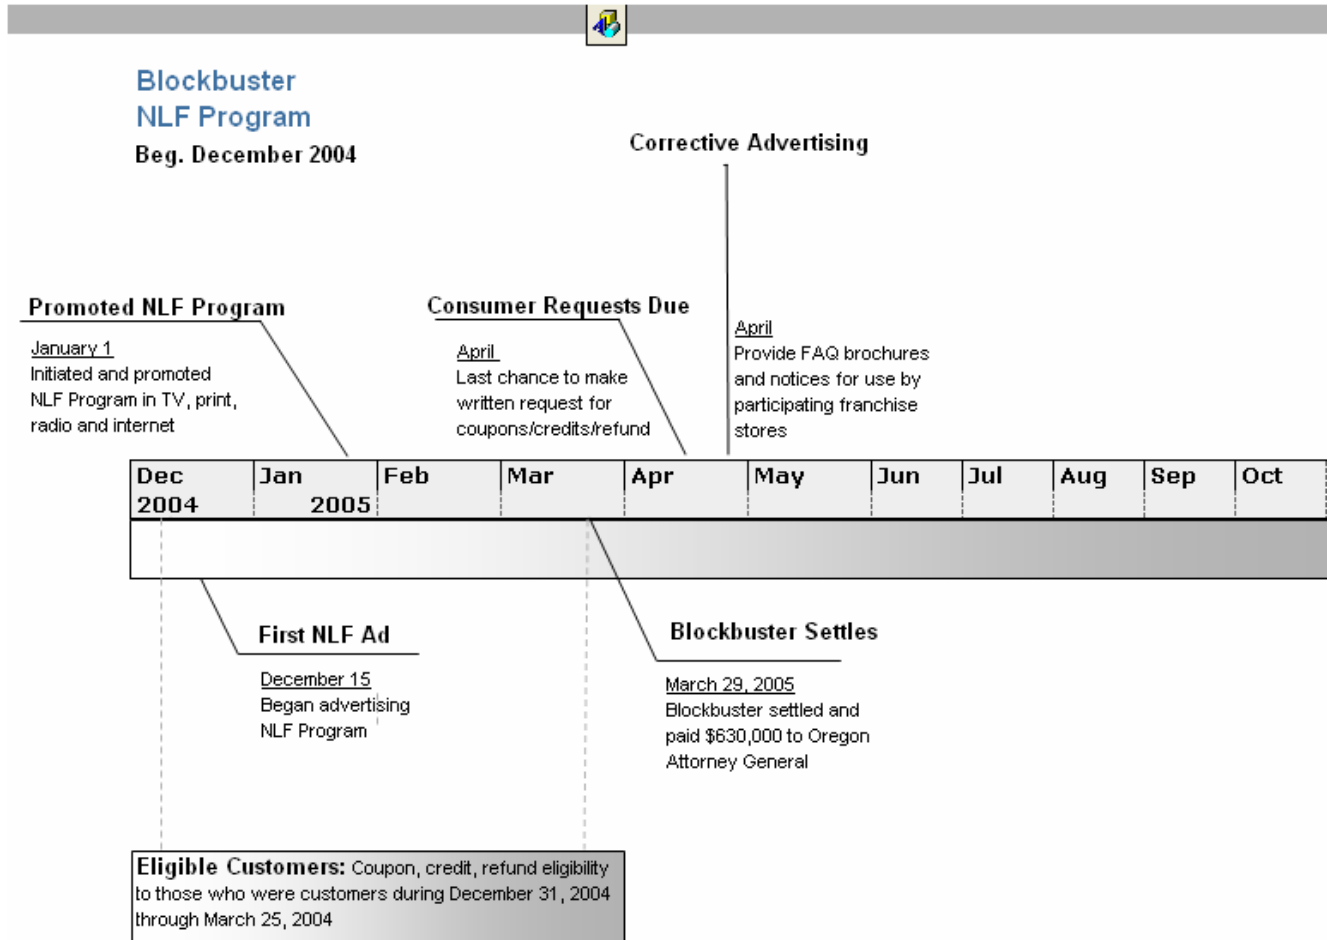 Blockbuster
NLF Program
Beg. December 2004
Corrective Advertising
Promoted NLF Program
January 1
Initiated and promoted
NLF Program in TV, print,
radio and internet
Consumer Requests Due
April
Last chance to make
written request for
coupons/credits/refund
April
Provide FAQ brochures
and notices for use by
participating franchise
stores
Dec
2004
Jan
2005
Feb
Mar
Apr
May
Jun
Jul
Aug
Sep
Oct
First NLF Ad
December 15
Began advertising
NLF Program
Blockbuster Settles
March 29, 2005
Blockbuster settled and
paid $630,000 to Oregon
Attorney General
Eligible Customers: Coupon, credit, refund eligibility
to those who were customers during December 31, 2004
through March 25, 2004